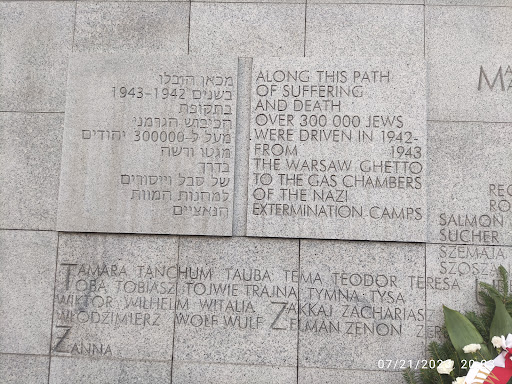 מכאן הובלו
בשנים 1942-1943
בתקופת
הכיבוש הגרמני
מעל ל-300000 יהודים
מגטו ורשה
בדרך
של סבל וייסורים
למחנות המוות
הנאציים
ALONG THIS PATH
OF SUFFERING
AND DEATH
OVER 300 000 JEWS
WERE DRIVEN IN 1942-
FROM 1943
THE WARSAW GHETTO
TO THE GAS CHAMBERS
OF THE NAZI
EXTERMINATION CAMPS
SALMON
SUCHER
SZEMAJA
TAMARA TANCHUM TAUBA TEMA TEODOR TERESA
TOBA TOBIASZ TOJWIE TRAJNA TYMNA TYSA
WIKTOR WILHELM WITALIA ZAKKAJ ZACHARIASZ
WŁODZIMIERZ WOLF WULF ZELMAN ZENON
ZANNA
07/21/202